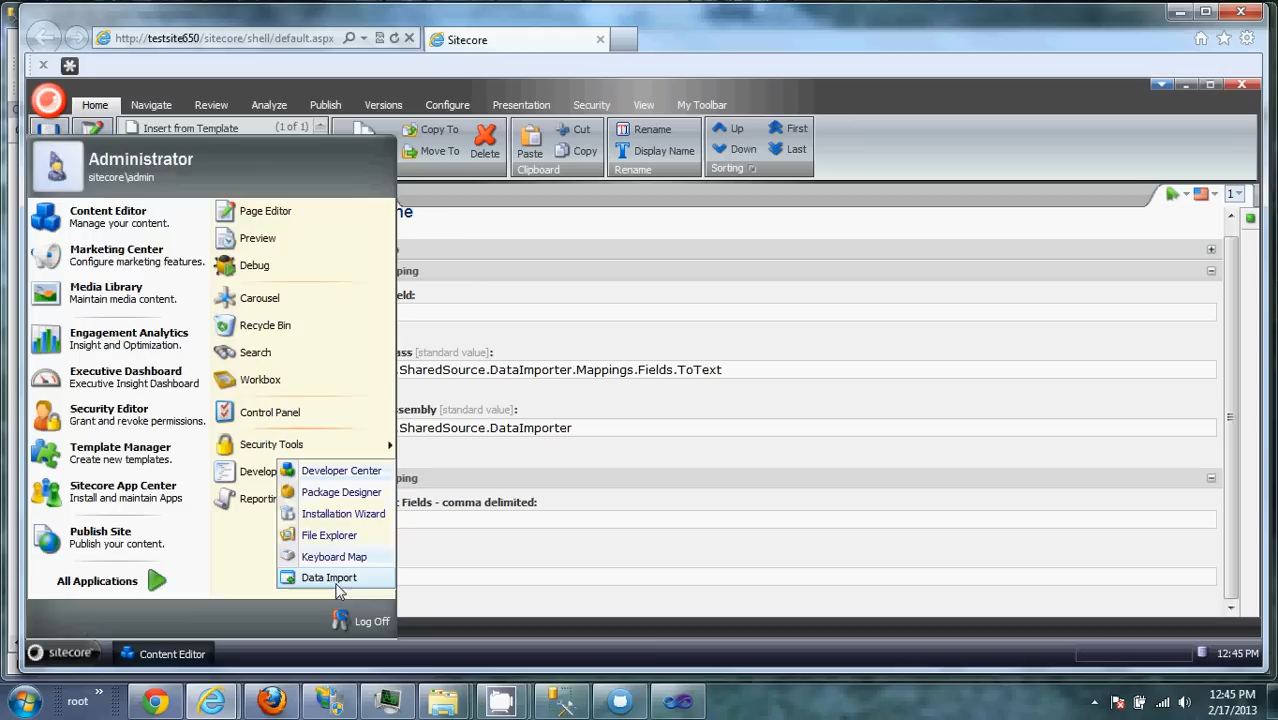 http://testsite650/sitecore/shell/default.aspx
Sitecore
Home Navigate Review Analyze Publish Versions Configure Presentation Security View My Toolbar
Insert from Template (1 of 1)
Copy To
Move To
Delete
Paste
Cut
Copy
Clipboard
Rename
Display Name
Rename
Up
Down
First
Last
Sorting
Administrator
sitecore\admin
Content Editor
Manage your content.
Marketing Center
Configure marketing features.
Media Library
Maintain media content.
Engagement Analytics
Insight and Optimization.
Executive Dashboard
Executive Insight Dashboard
Security Editor
Grant and revoke permissions.
Template Manager
Create new templates.
Sitecore App Center
Install and maintain Apps
Publish Site
Publish your content.
All Applications
Page Editor
Preview
Debug
Carousel
Recycle Bin
Search
Workbox
Control Panel
Security Tools
Develop
Reportin
Developer Center
Package Designer
Installation Wizard
File Explorer
Keyboard Map
Data Import
Log Off
1
me
ping
ield:
ass [standard value]:
.SharedSource.DataImporter.Mappings.Fields.ToText
ssembly [standard value]:
.SharedSource.DataImporter
ping
t Fields - comma delimited:
sitecore
Content Editor
12:45 PM
root
»
12:45 PM
2/17/2013